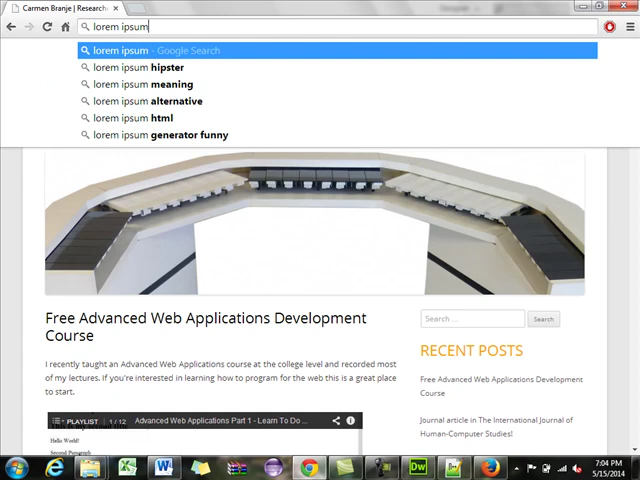 Carmen Branje | Research
lorem ipsum
lorem ipsum - Google Search
lorem ipsum hipster
lorem ipsum meaning
lorem ipsum alternative
lorem ipsum html
lorem ipsum generator funny
Free Advanced Web Applications Development
Course
Search ...
Search
I recently taught an Advanced Web Applications course at the college level and recorded most
of my lectures. If you're interested in learning how to program for the web this is a great place
to start.
RECENT POSTS
Free Advanced Web Applications Development
Course
Journal article in The International Journal of
Human-Computer Studies!
PLAYLIST 1 / 12 Advanced Web Applications Part 1 - Learn To Do ...
Hello World!
Second Paragraph
W
Dw
7:04 PM
5/15/2014